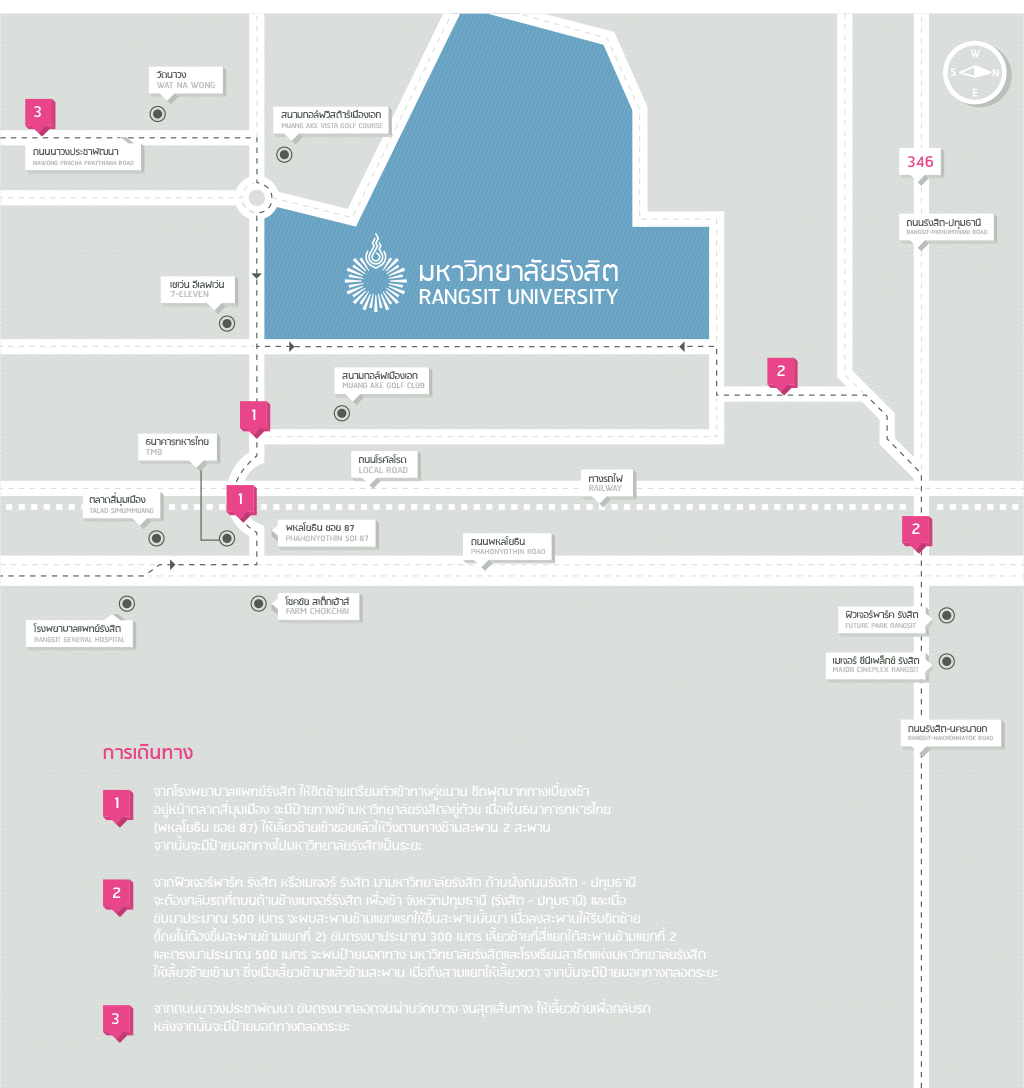 วัดนาวง
WAT NA WONG
W
S
N
E
3
สนามกอล์ฟวิสต้าร์เมืองเอก
MUANG AKE VISTA GOLF COURSE
ถนนนาวงประชาพัฒนา
NAWONG PRACHA PHATTHANA ROAD
346
ถนนรังสิต-ปทุมธานี
RANGSIT-PATHUMTHANI ROAD
มหาวิทยาลัยรังสิต
RANGSIT UNIVERSITY
เซเว่น อีเลฟเว่น
7-ELEVEN
สนามกอล์ฟเมืองเอก
MUANG AKE GOLF CLUB
2
1
ธนาคารทหารไทย
TMB
ถนนโรคัลโรด
LOCAL ROAD
ทางรถไฟ
RAILWAY
ตลาดสี่มุมเมือง
TALAD SIMUMMUANG
1
พหลโยธิน ซอย 87
PHAHONYOTHIN SOI 87
ถนนพหลโยธิน
PHAHONYOTHIN ROAD
2
โชคชัย สเต็กเฮ้าส์
FARM CHOKCHAI
โรงพยาบาลแพทย์รังสิต
RANGSIT GENERAL HOSPITAL
ฟิวเจอร์พาร์ค รังสิต
FUTURE PARK RANGSIT
เมเจอร์ ซีนีเพล็กซ์ รังสิต
MAJOR CINEPLEX RANGSIT
ถนนรังสิต-นครนายก
RANGSIT-NAKHONNAYOK ROAD
การเดินทาง
1
จากโรงพยาบาลแพทย์รังสิต ให้ชิดซ้ายเตรียมตัวเข้าทางคู่ขนาน ชิดฟุตบาททางเบี่ยงเข้า
อยู่หน้าตลาดสี่มุมเมือง จะมีป้ายทางเข้ามหาวิทยาลัยรังสิตอยู่ด้วย เมื่อเห็นธนาคารทหารไทย
(พหลโยธิน ซอย 87) ให้เลี้ยวซ้ายเข้าซอยแล้วให้วิ่งตามทางข้ามสะพาน 2 สะพาน
จากนั้นจะมีป้ายบอกทางไปมหาวิทยาลัยรังสิตเป็นระยะ
2
จากฟิวเจอร์พาร์ค รังสิต หรือเมเจอร์ รังสิต มามหาวิทยาลัยรังสิต ด้านฝั่งถนนรังสิต - ปทุมธานี
จะต้องกลับรถที่ถนนด้านข้างเมเจอร์รังสิต เพื่อเข้า จังหวัดปทุมธานี (รังสิต - ปทุมธานี) และเมื่อ
ขับมาประมาณ 500 เมตร จะพบสะพานข้ามแยกแรกให้ขึ้นสะพานนั้นมา เมื่อลงสะพานให้รีบชิดซ้าย
(โดยไม่ต้องขึ้นสะพานข้ามแยกที่ 2) ขับตรงมาประมาณ 300 เมตร เลี้ยวซ้ายที่สี่แยกใต้สะพานข้ามแยกที่ 2
และตรงมาประมาณ 500 เมตร จะพบป้ายบอกทาง มหาวิทยาลัยรังสิตและโรงเรียนสาธิตแห่งมหาวิทยาลัยรังสิต
ให้เลี้ยวซ้ายเข้ามา ซึ่งเมื่อเลี้ยวเข้ามาแล้วข้ามสะพาน เมื่อถึงสามแยกให้เลี้ยวขวา จากนั้นจะมีป้ายบอกทางตลอดระยะ
3
จากถนนนาวงประชาพัฒนา ขับตรงมาตลอดจนผ่านวัดนาวง จนสุดเส้นทาง ให้เลี้ยวซ้ายเพื่อกลับรถ
หลังจากนั้นจะมีป้ายบอกทางตลอดระยะ